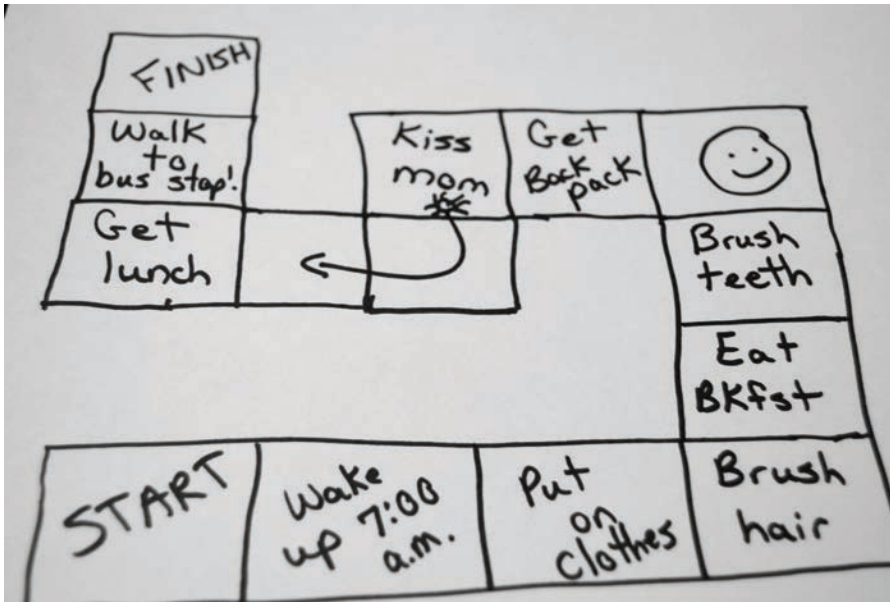 FINISH
Walk
to
bus stop!
Get
lunch
Kiss
mom
Get
Back
pack
Brush
teeth
Eat
BKfst
START
Wake
up 7:00
a.m.
Put
on
clothes
Brush
hair